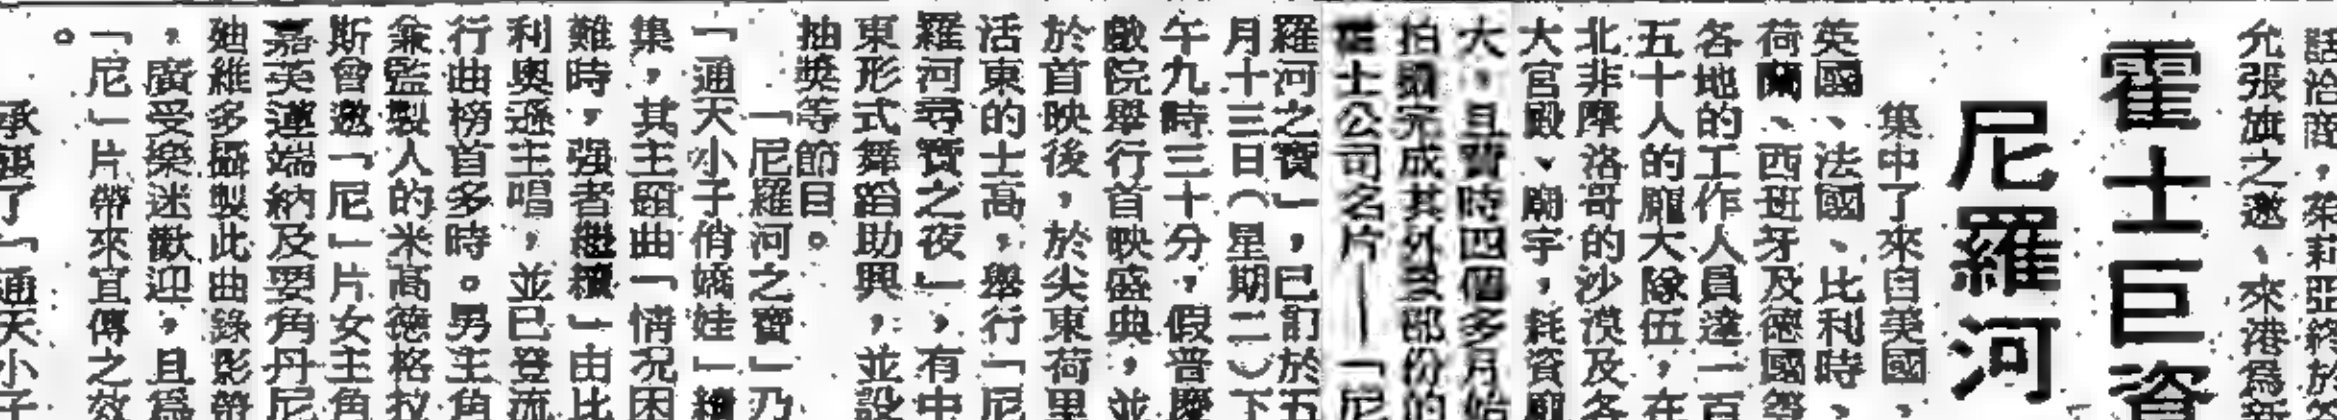 話洽商，茱莉亞終於
允張旗之邀、來港爲
霍士巨資
尼羅河
集中了來自美國，
英國、法國、比利時，
荷蘭、西班牙及德國等
各地的工作人員達一百
五十人的龐大隊伍，在
北非摩洛哥的沙漠及各
大宮殿、廟宇，耗資
大，且費時四個多月始
拍攝完成其外景部份的
霍士公司名片——「尼
羅河之寶」，已訂於五
月十三日（星期二）下
午九時三十分，假普慶
戲院舉行首映盛典，並
於首映後，於尖東荷里
活東的士高，舉行「尼
羅河尋寶之夜」，有中
東形式舞蹈助興，並設
抽獎等節目。
「尼羅河之寶」乃
「通天小子俏嬌娃」續
集，其主題曲「情況困
難時，强者繼續」由比
利奧遜主唱，並已登流
行曲榜首多時。男主角
兼監製人的米高德格拉
斯曾邀「尼」片女主角
嘉芙蓮端納及要角丹尼
廸維多攝製此曲錄影帶
，廣受樂迷歡迎，且爲
「尼」片帶來宣傳之效
。
承接了「通天小子